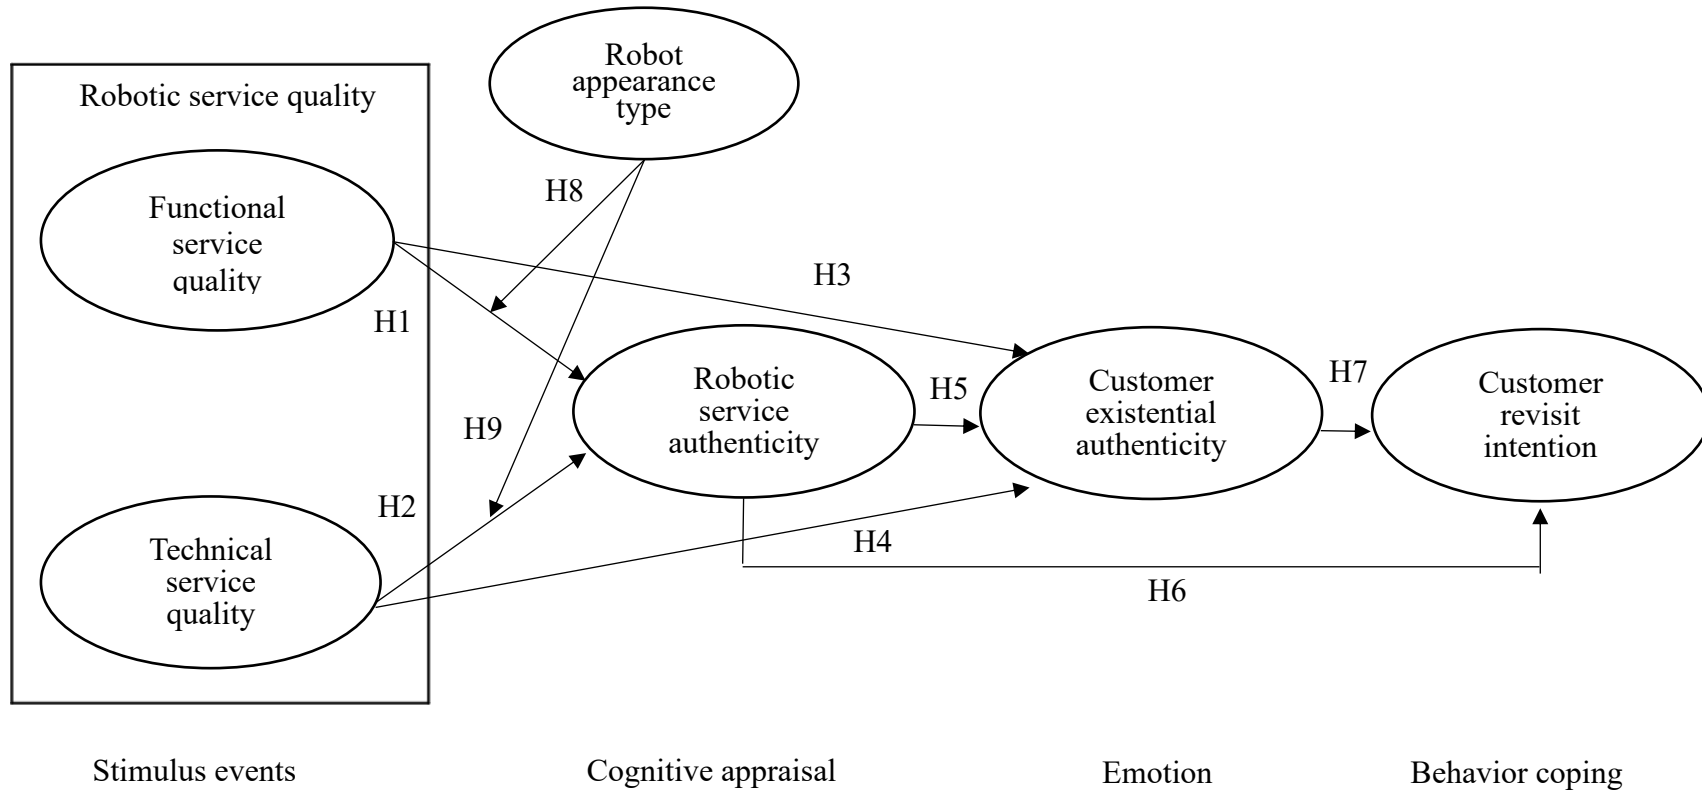 Robot
appearance
type
Robotic service quality
H8
Functional
service
quality
H3
H1
Robotic
service
authenticity
H5
Customer
existential
authenticity
H7
Customer
revisit
intention
H9
H2
Technical
service
quality
H4
H6
Stimulus events
Cognitive appraisal
Emotion
Behavior coping